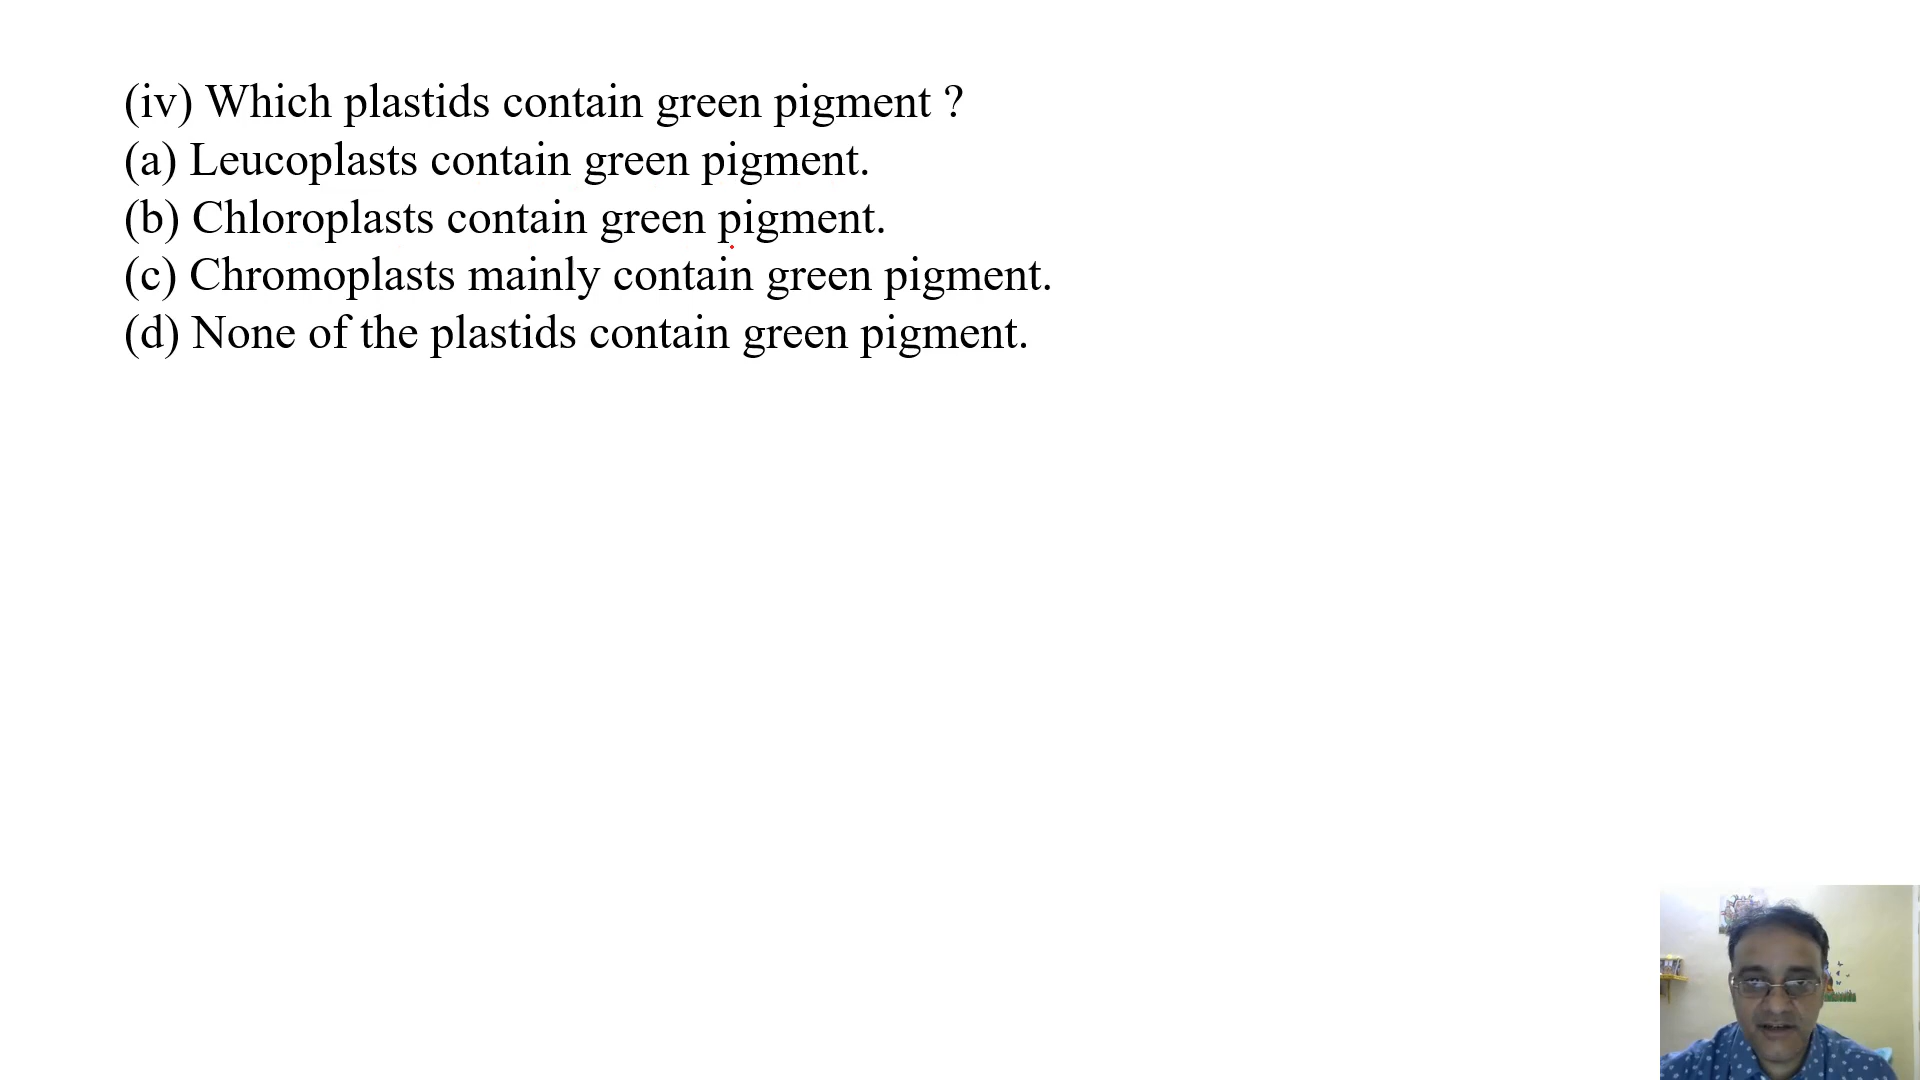 (iv) Which plastids contain green pigment ?
(a) Leucoplasts contain green pigment.
(b) Chloroplasts contain green pigment.
(c) Chromoplasts mainly contain green pigment.
(d) None of the plastids contain green pigment.